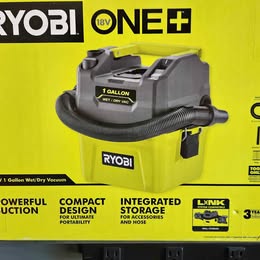 RYOBI 18V ONE+
1 GALLON
WET / DRY VAC
RYOBI
1 Gallon Wet/Dry Vacuum
POWERFUL
SUCTION
COMPACT
DESIGN
FOR ULTIMATE
PORTABILITY
INTEGRATED
STORAGE
FOR ACCESSORIES
AND HOSE
LINK
3